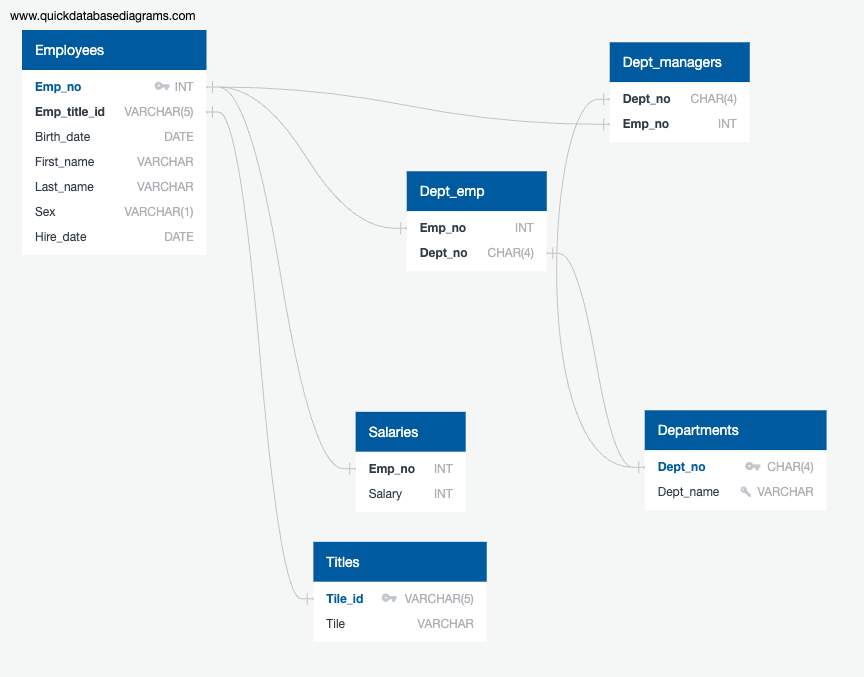 www.quickdatabasediagrams.com
Employees
Emp_no INT
Emp_title_id VARCHAR(5)
Birth_date DATE
First_name VARCHAR
Last_name VARCHAR
Sex VARCHAR(1)
Hire_date DATE
Dept_managers
Dept_no CHAR(4)
Emp_no INT
Dept_emp
Emp_no INT
Dept_no CHAR(4)
Salaries
Emp_no INT
Salary INT
Departments
Dept_no CHAR(4)
Dept_name VARCHAR
Titles
Tile_id VARCHAR(5)
Tile VARCHAR